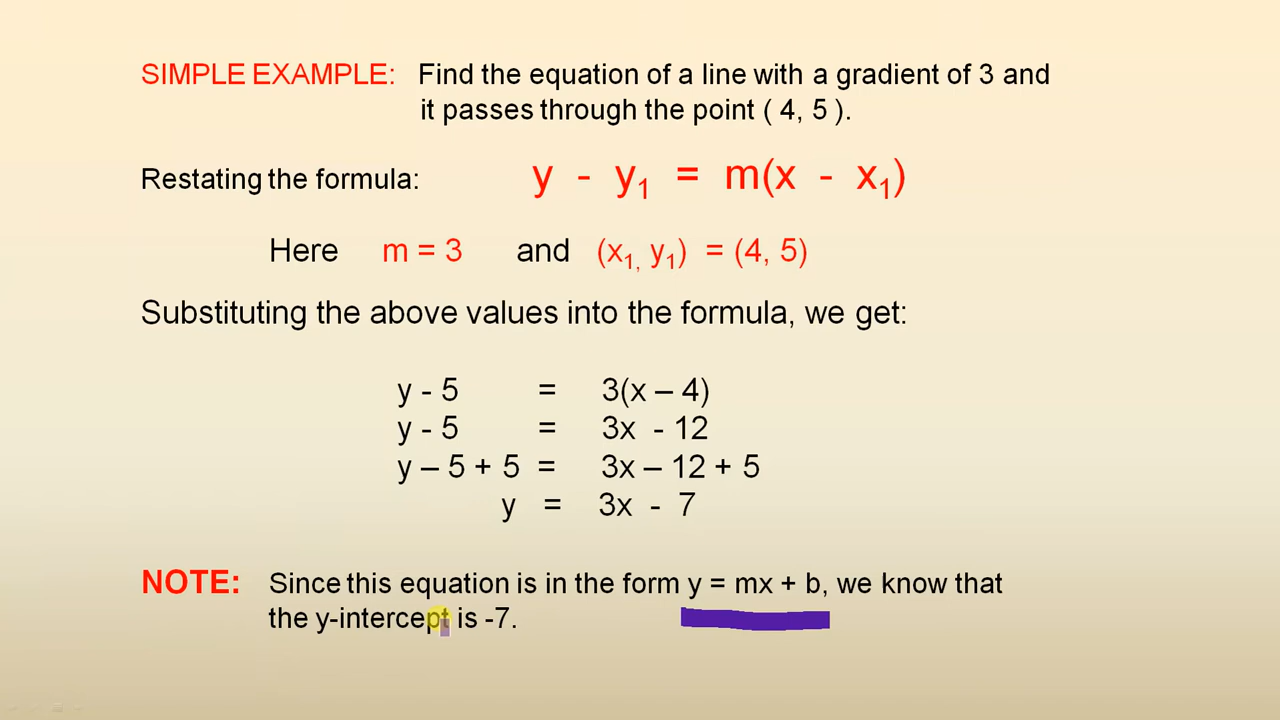 SIMPLE EXAMPLE: Find the equation of a line with a gradient of 3 and
it passes through the point ( 4, 5 ).
Restating the formula: y - y₁ = m(x - x₁)
Here m = 3 and (x₁, y₁) = (4, 5)
Substituting the above values into the formula, we get:
y - 5 = 3(x – 4)
y - 5 = 3x - 12
y – 5 + 5 = 3x – 12 + 5
y = 3x - 7
NOTE: Since this equation is in the form y = mx + b, we know that
the y-intercept is -7.